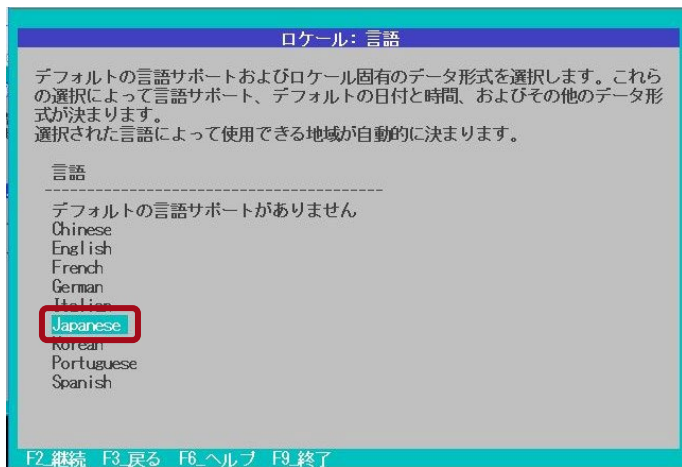 ロケール: 言語
デフォルトの言語サポートおよびロケール固有のデータ形式を選択します。これら
の選択によって言語サポート、デフォルトの日付と時間、およびその他のデータ形
式が決まります。
選択された言語によって使用できる地域が自動的に決まります。
言語
----------------------------------------
デフォルトの言語サポートがありません
Chinese
English
French
German
Italian
Japanese
Korean
Portuguese
Spanish
F2_継続 F3_戻る F6_ヘルプ F9_終了